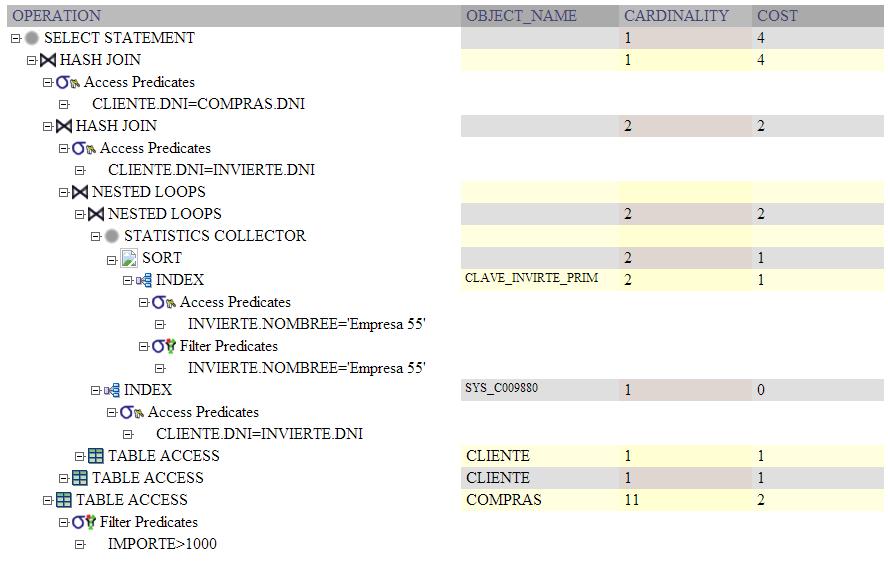 OPERATION OBJECT_NAME CARDINALITY COST
SELECT STATEMENT 1 4
HASH JOIN 1 4
Access Predicates
CLIENTE.DNI=COMPRAS.DNI
HASH JOIN 2 2
Access Predicates
CLIENTE.DNI=INVIERTE.DNI
NESTED LOOPS
NESTED LOOPS 2 2
STATISTICS COLLECTOR
SORT 2 1
INDEX CLAVE_INVIRTE_PRIM 2 1
Access Predicates
INVIERTE.NOMBREE='Empresa 55'
Filter Predicates
INVIERTE.NOMBREE='Empresa 55'
INDEX SYS_C009880 1 0
Access Predicates
CLIENTE.DNI=INVIERTE.DNI
TABLE ACCESS CLIENTE 1 1
TABLE ACCESS CLIENTE 1 1
TABLE ACCESS COMPRAS 11 2
Filter Predicates
IMPORTE>1000